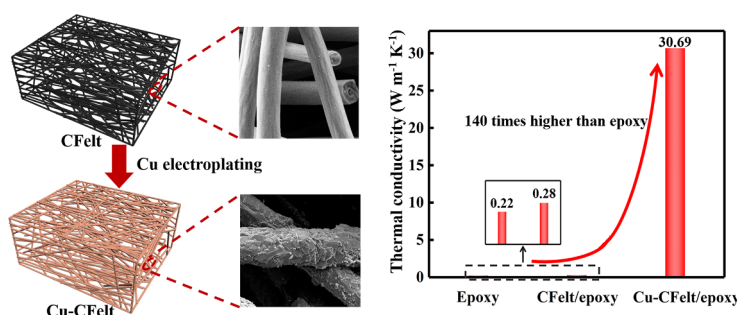 CFelt
Cu electroplating
Cu-CFelt
Thermal conductivity (W m⁻¹ K⁻¹)
30
25
20
15
10
5
0
30.69
140 times higher than epoxy
0.22
0.28
Epoxy
CFelt/epoxy
Cu-CFelt/epoxy